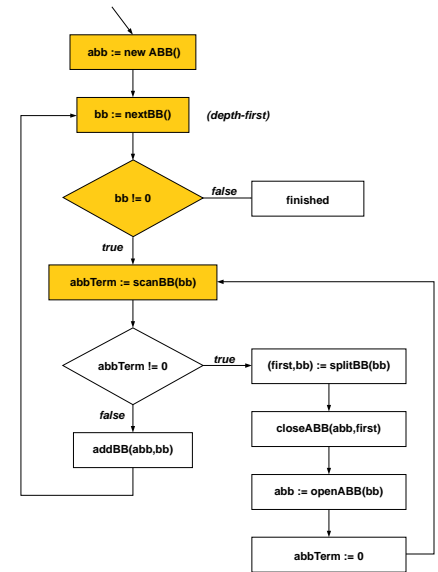 abb := new ABB()
bb := nextBB()
(depth-first)
bb != 0
false
finished
true
abbTerm := scanBB(bb)
abbTerm != 0
true
(first,bb) := splitBB(bb)
false
closeABB(abb,first)
addBB(abb,bb)
abb := openABB(bb)
abbTerm := 0